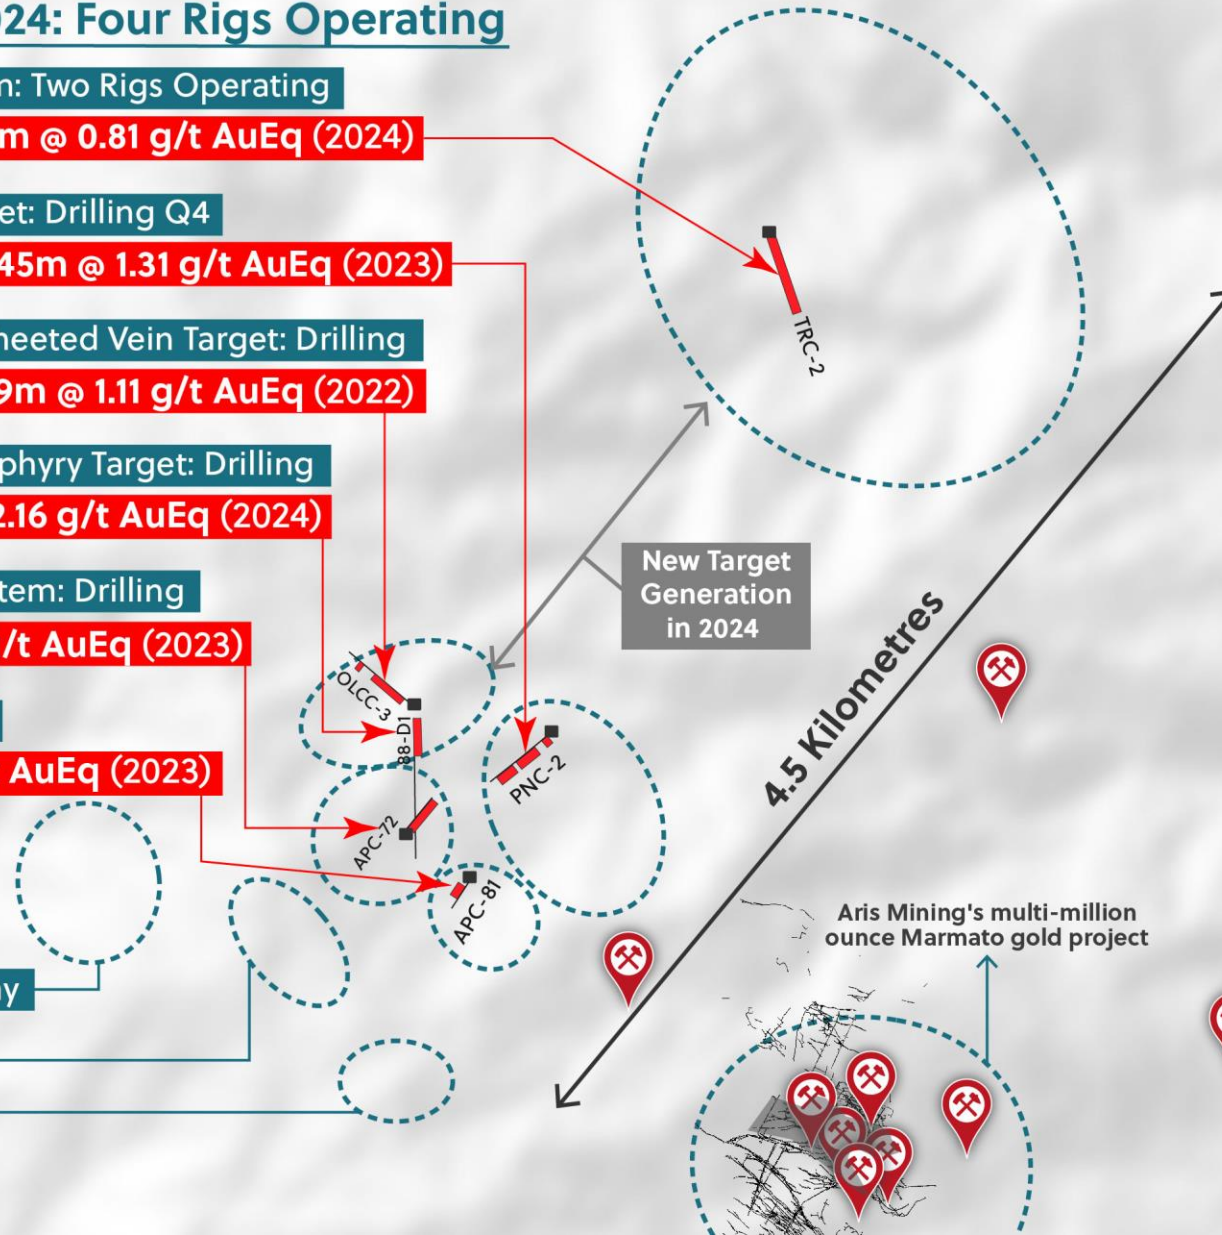 24: Four Rigs Operating
m: Two Rigs Operating
m @ 0.81 g/t AuEq (2024)
et: Drilling Q4
45m @ 1.31 g/t AuEq (2023)
heeted Vein Target: Drilling
9m @ 1.11 g/t AuEq (2022)
phyry Target: Drilling
2.16 g/t AuEq (2024)
tem: Drilling
/t AuEq (2023)
AuEq (2023)
y
TRC-2
New Target
Generation
in 2024
OLCC-3
88-D1
PNC-2
APC-72
APC-81
4.5 Kilometres
Aris Mining's multi-million
ounce Marmato gold project